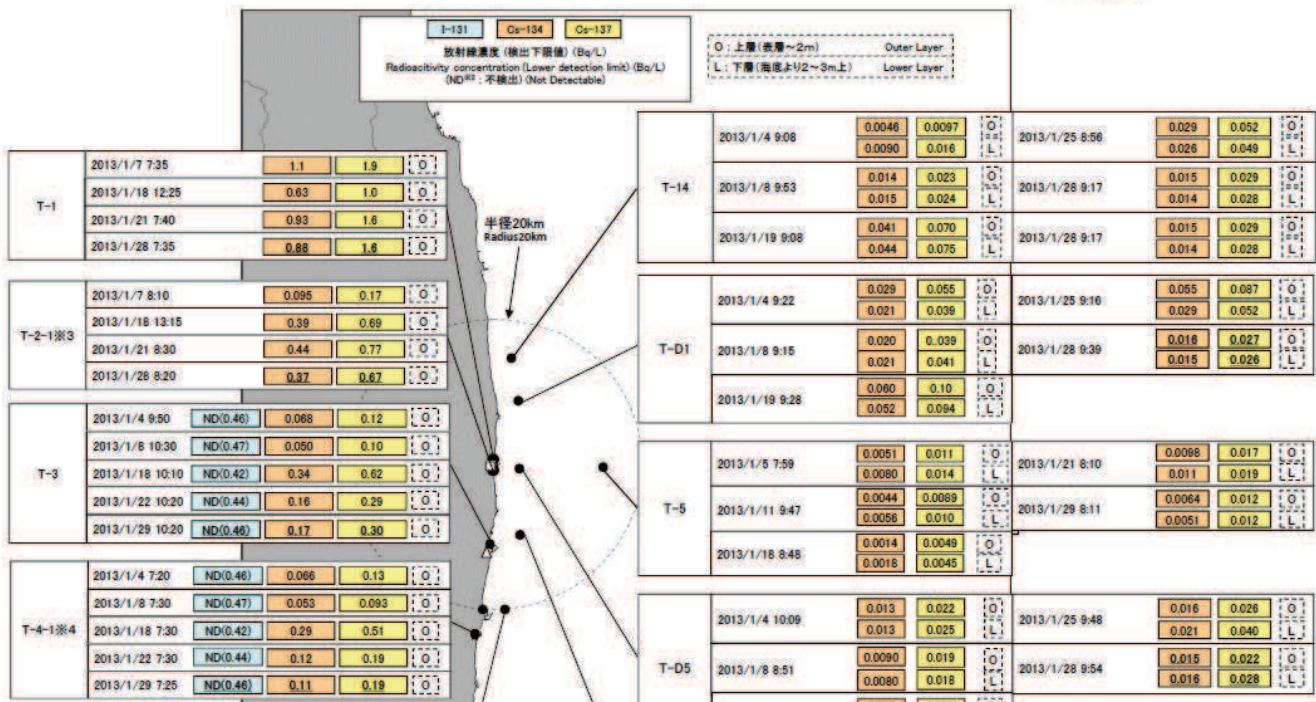 I-131 Cs-134 Cs-137
放射線濃度(検出下限値)(Bq/L)
Radioacitivity concentration (Lower detection limit) (Bq/L)
(ND※2:不検出)(Not Detectable)
O:上層(表層~2m) Outer Layer
L:下層(海底より2~3m上) Lower Layer
半径20km
Radius20km
T-1
2013/1/7 7:35 1.1 1.9 O
2013/1/18 12:25 0.63 1.0 O
2013/1/21 7:40 0.93 1.6 O
2013/1/28 7:35 0.88 1.6 O
T-2-1※3
2013/1/7 8:10 0.095 0.17 O
2013/1/18 13:15 0.39 0.69 O
2013/1/21 8:30 0.44 0.77 O
2013/1/28 8:20 0.37 0.67 O
T-3
2013/1/4 9:50 ND(0.46) 0.068 0.12 O
2013/1/8 10:30 ND(0.47) 0.050 0.10 O
2013/1/18 10:10 ND(0.42) 0.34 0.62 O
2013/1/22 10:20 ND(0.44) 0.16 0.29 O
2013/1/29 10:20 ND(0.46) 0.17 0.30 O
T-4-1※4
2013/1/4 7:20 ND(0.46) 0.066 0.13 O
2013/1/8 7:30 ND(0.47) 0.053 0.093 O
2013/1/18 7:30 ND(0.42) 0.29 0.51 O
2013/1/22 7:30 ND(0.44) 0.12 0.19 O
2013/1/29 7:25 ND(0.46) 0.11 0.19 O
T-14
2013/1/4 9:08 0.0046 0.0097 O 2013/1/25 8:56 0.029 0.052 O
0.0090 0.016 L 0.026 0.049 L
2013/1/8 9:53 0.014 0.023 O 2013/1/28 9:17 0.015 0.029 O
0.015 0.024 L 0.014 0.028 L
2013/1/19 9:08 0.041 0.070 O 2013/1/28 9:17 0.015 0.029 O
0.044 0.075 L 0.014 0.028 L
T-D1
2013/1/4 9:22 0.029 0.055 O 2013/1/25 9:16 0.055 0.087 O
0.021 0.039 L 0.029 0.052 L
2013/1/8 9:15 0.020 0.039 O 2013/1/28 9:39 0.016 0.027 O
0.021 0.041 L 0.015 0.026 L
2013/1/19 9:28 0.060 0.10 O
0.052 0.094 L
T-5
2013/1/5 7:59 0.0051 0.011 O 2013/1/21 8:10 0.0098 0.017 O
0.0080 0.014 L 0.011 0.019 L
2013/1/11 9:47 0.0044 0.0089 O 2013/1/29 8:11 0.0064 0.012 O
0.0056 0.010 L 0.0051 0.012 L
2013/1/18 8:48 0.0014 0.0049 O
0.0018 0.0045 L
T-D5
2013/1/4 10:09 0.013 0.022 O 2013/1/25 9:48 0.016 0.026 O
0.013 0.025 L 0.021 0.040 L
2013/1/8 8:51 0.0090 0.019 O 2013/1/28 9:54 0.015 0.022 O
0.0080 0.018 L 0.016 0.028 L